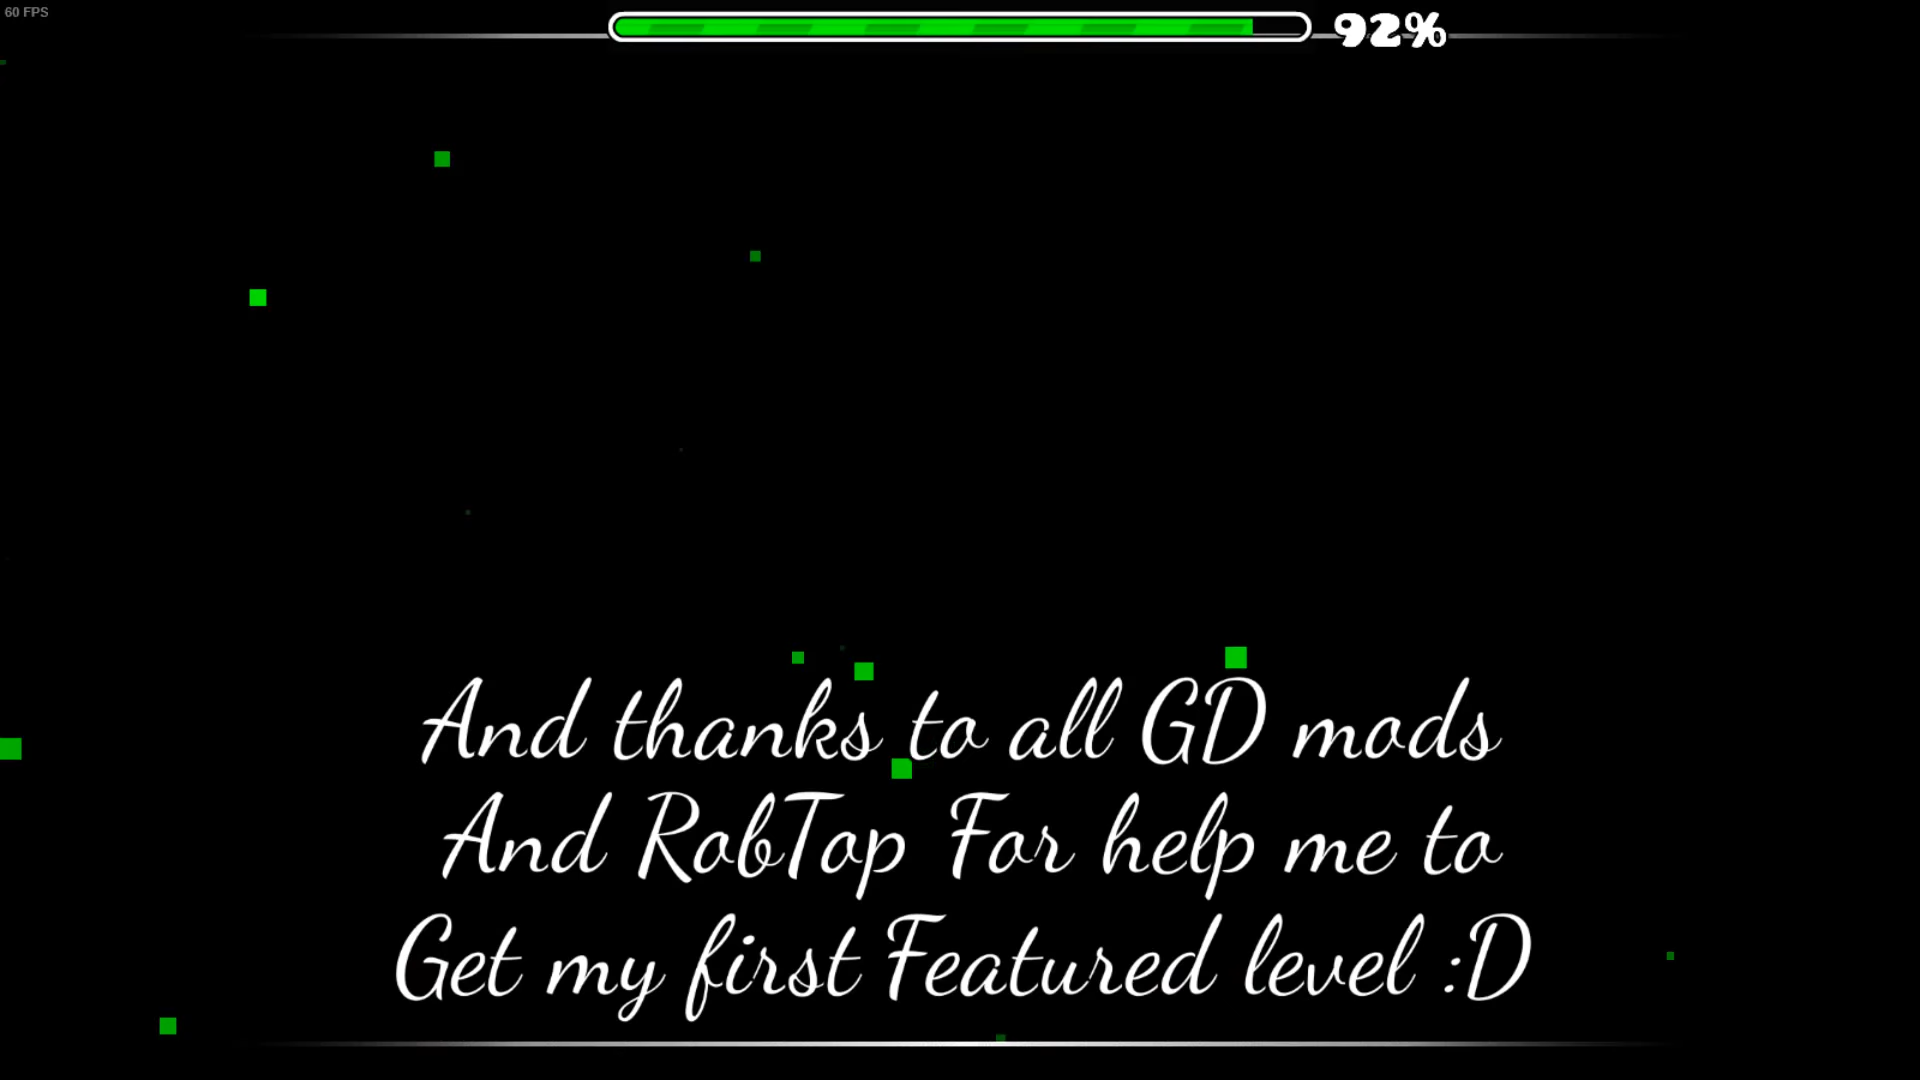 60 FPS
92%
And thanks to all GD mods
And RobTop For help me to
Get my first Featured level :D